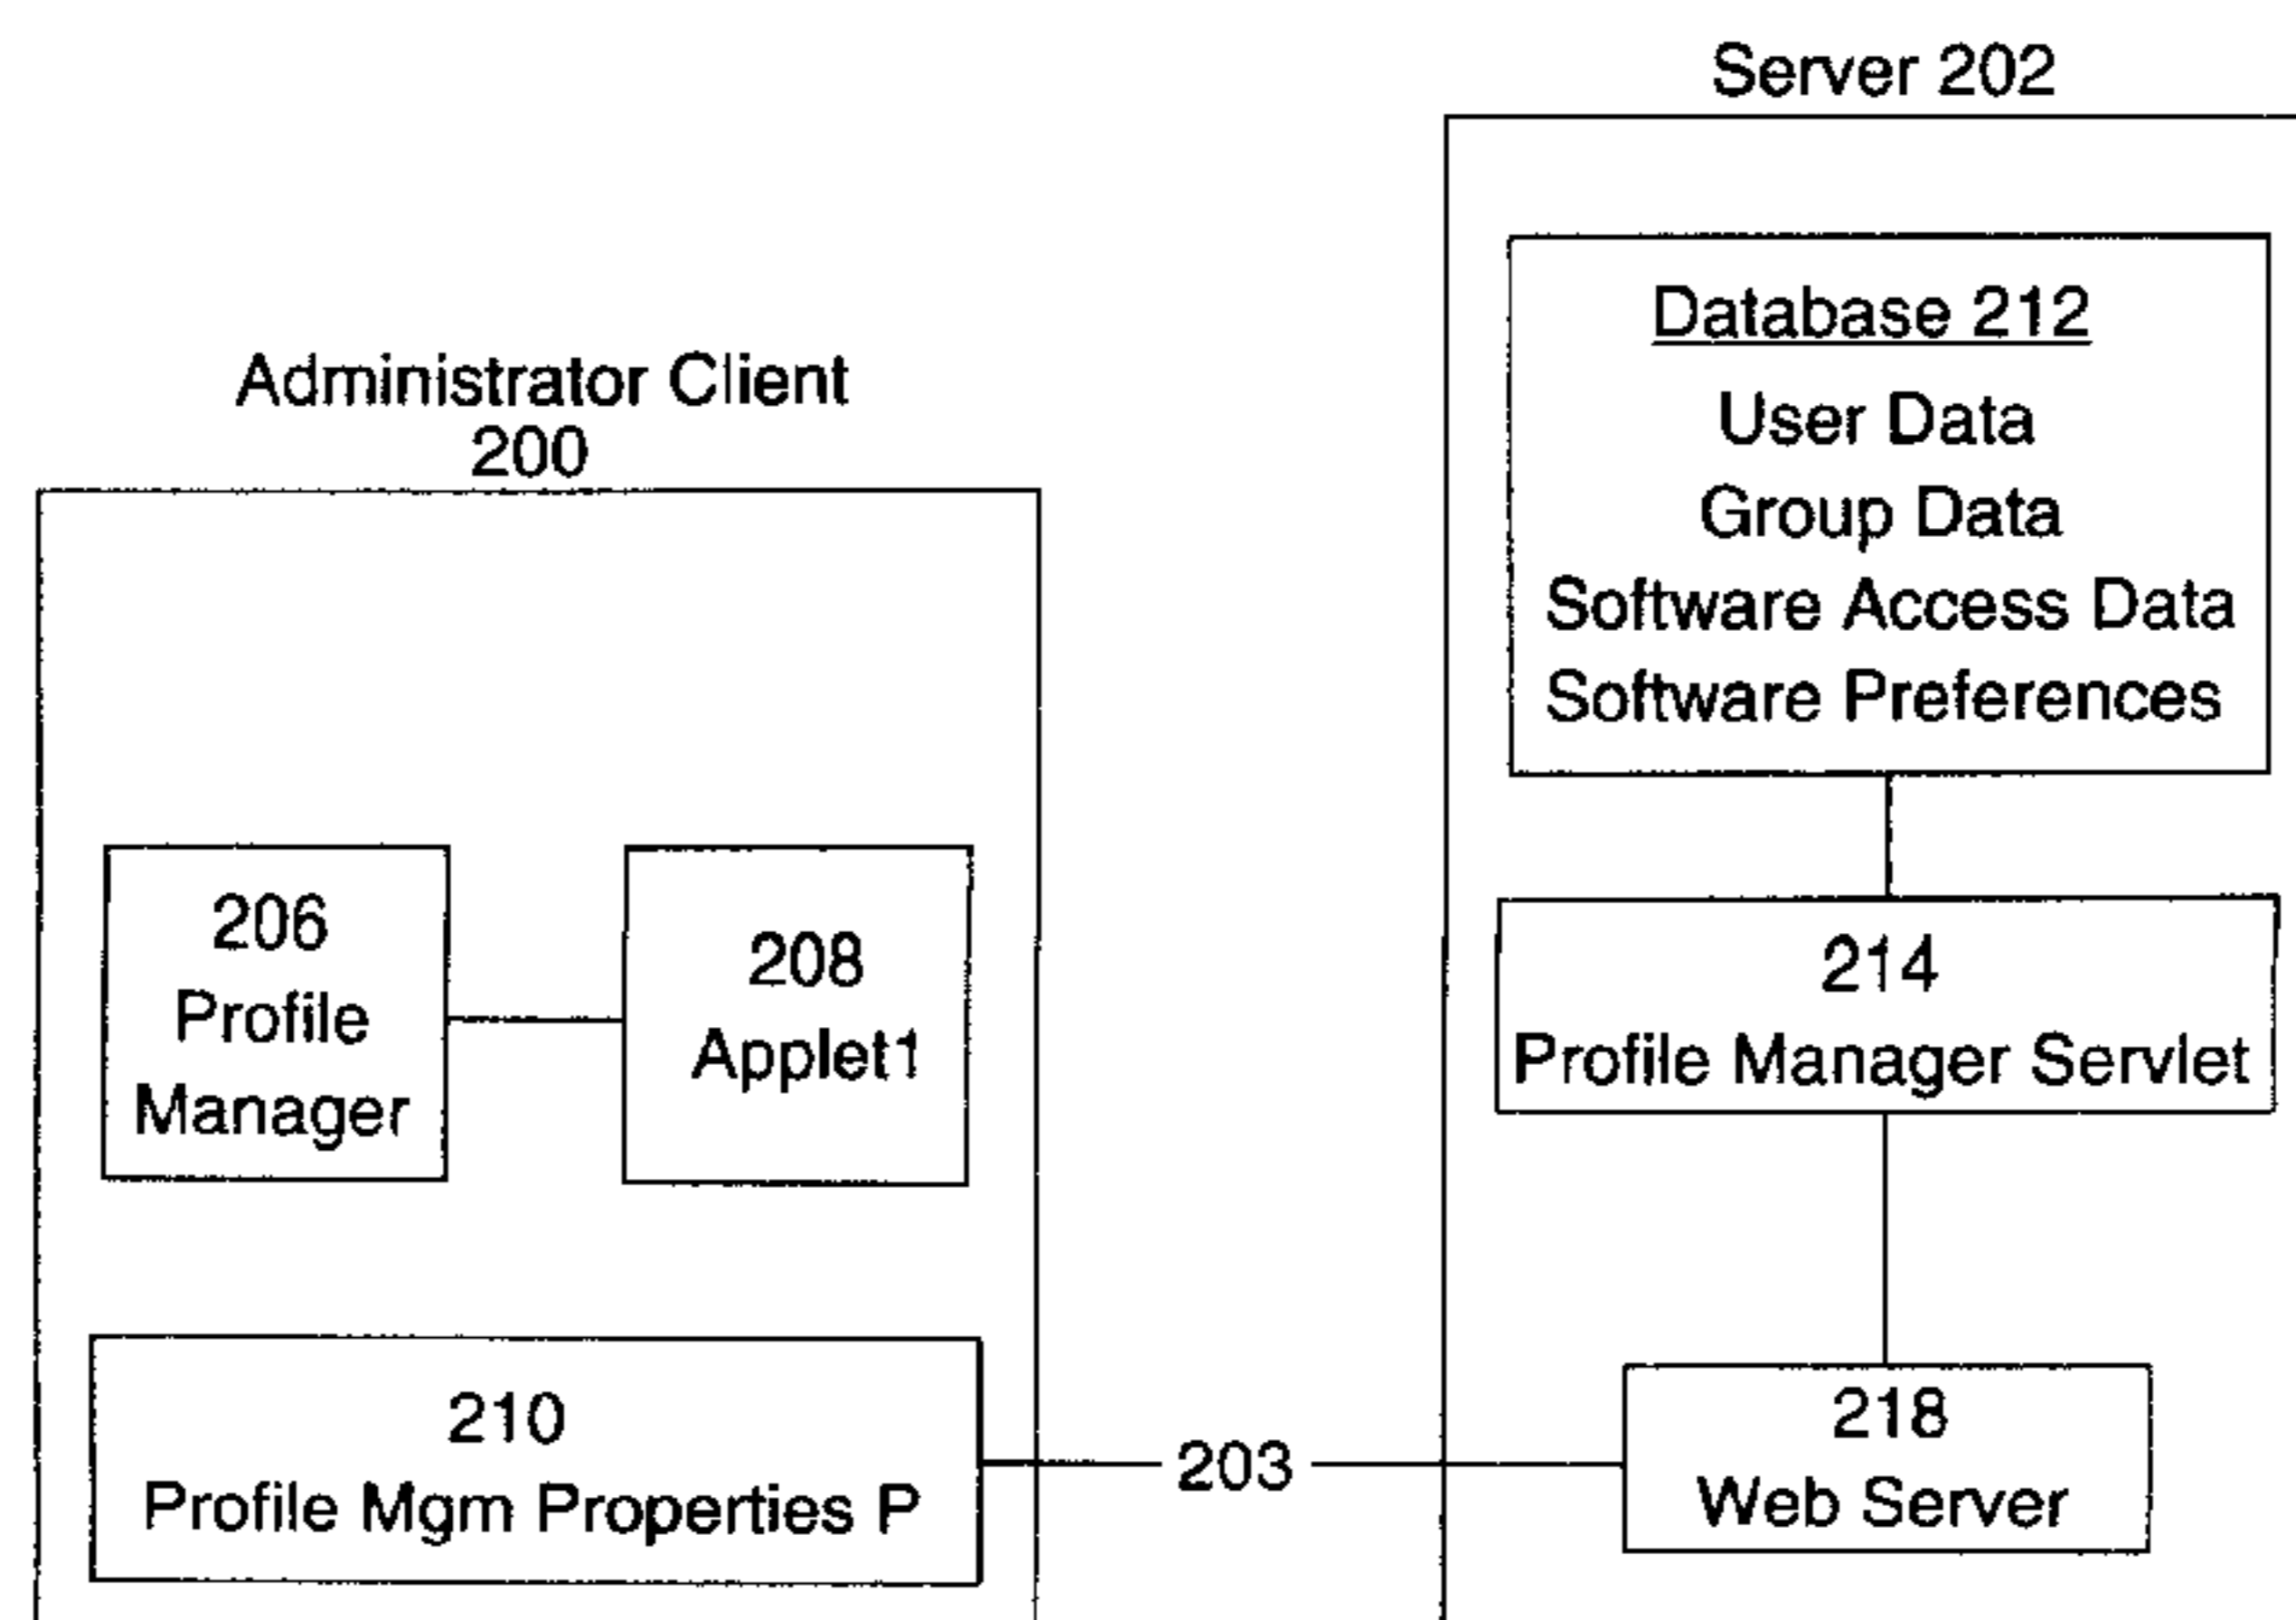 Server 202
Database 212
User Data
Group Data
Software Access Data
Software Preferences
Administrator Client
200
206
Profile
Manager
208
Applet1
214
Profile Manager Servlet
210
Profile Mgm Properties P
203
218
Web Server